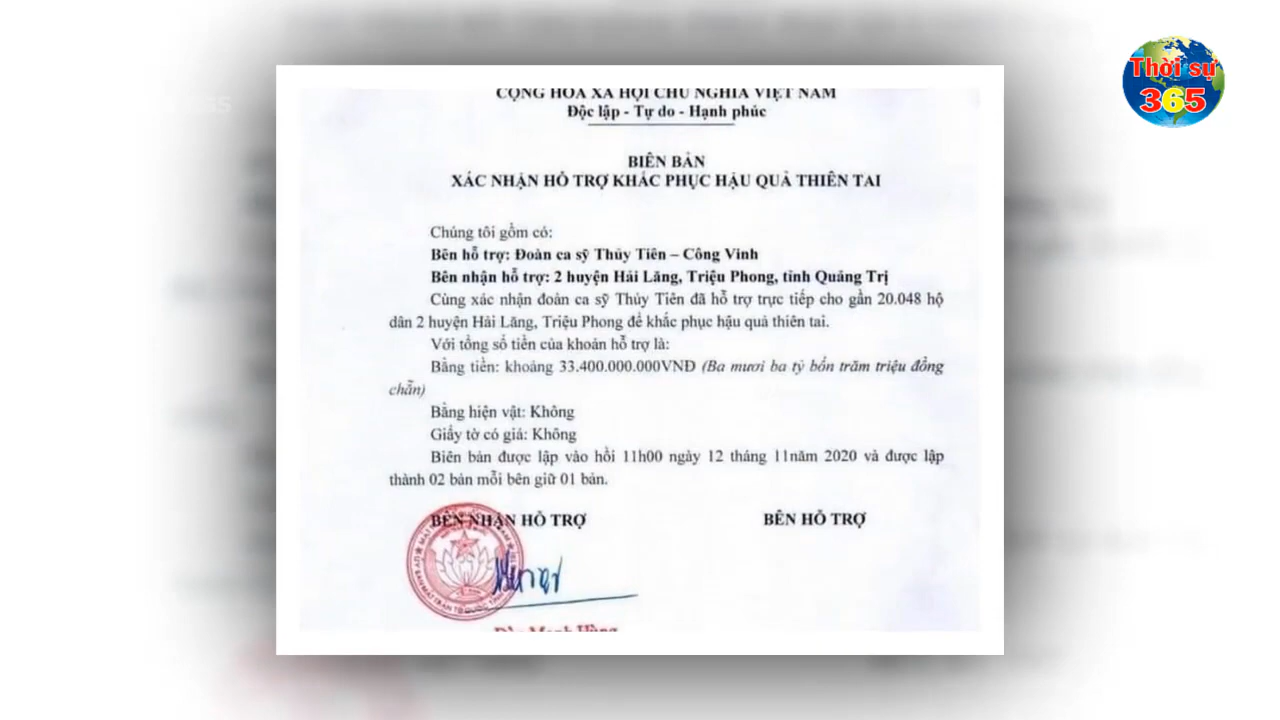 Thời sự
365
CỘNG HÒA XÃ HỘI CHỦ NGHĨA VIỆT NAM
Độc lập - Tự do - Hạnh phúc
BIÊN BẢN
XÁC NHẬN HỖ TRỢ KHẮC PHỤC HẬU QUẢ THIÊN TAI
Chúng tôi gồm có:
Bên hỗ trợ: Đoàn ca sỹ Thủy Tiên – Công Vinh
Bên nhận hỗ trợ: 2 huyện Hải Lăng, Triệu Phong, tỉnh Quảng Trị
Cùng xác nhận đoàn ca sỹ Thủy Tiên đã hỗ trợ trực tiếp cho gần 20.048 hộ
dân 2 huyện Hải Lăng, Triệu Phong để khắc phục hậu quả thiên tai.
Với tổng số tiền của khoản hỗ trợ là:
Bằng tiền: khoảng 33.400.000.000VNĐ (Ba mươi ba tỷ bốn trăm triệu đồng
chẵn)
Bằng hiện vật: Không
Giấy tờ có giá: Không
Biên bản được lập vào hồi 11h00 ngày 12 tháng 11năm 2020 và được lập
thành 02 bản mỗi bên giữ 01 bản.
BÊN NHẬN HỖ TRỢ
BÊN HỖ TRỢ